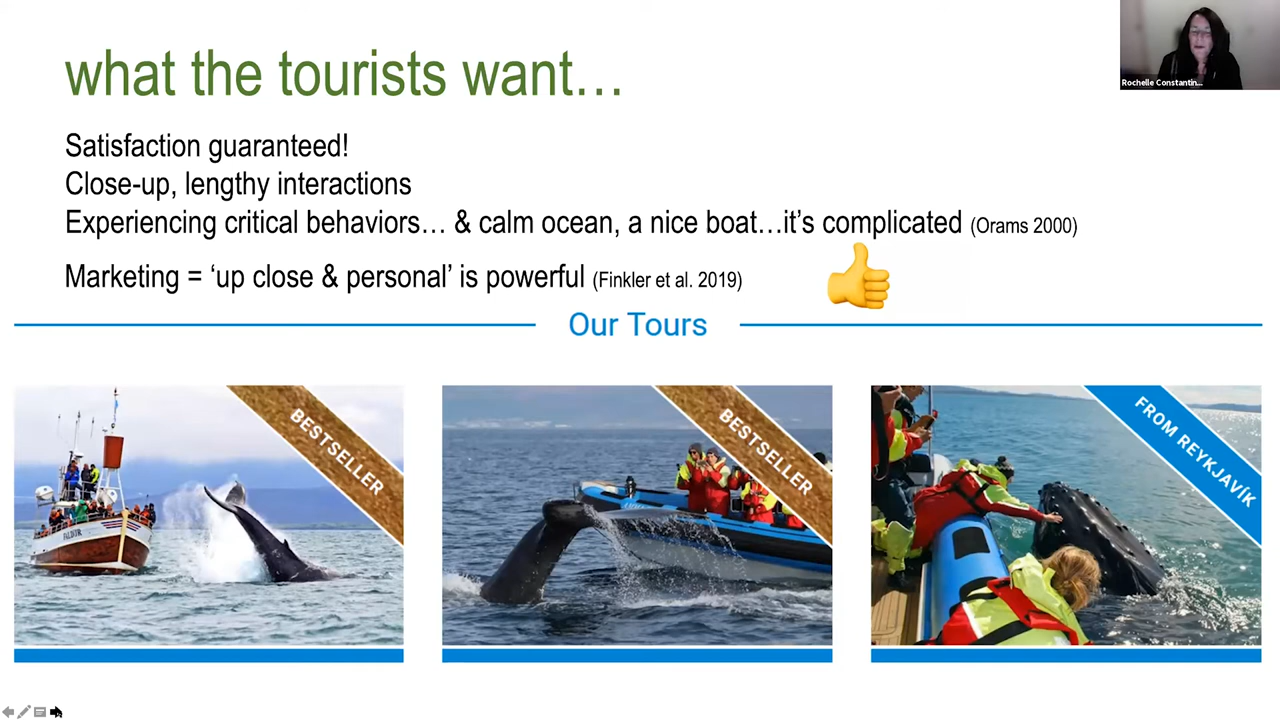 what the tourists want…
Rochelle Constantin...
Satisfaction guaranteed!
Close-up, lengthy interactions
Experiencing critical behaviors… & calm ocean, a nice boat…it’s complicated (Orams 2000)
Marketing = ‘up close & personal’ is powerful (Finkler et al. 2019)
Our Tours
BESTSELLER
BESTSELLER
FROM REYKJAVÍK